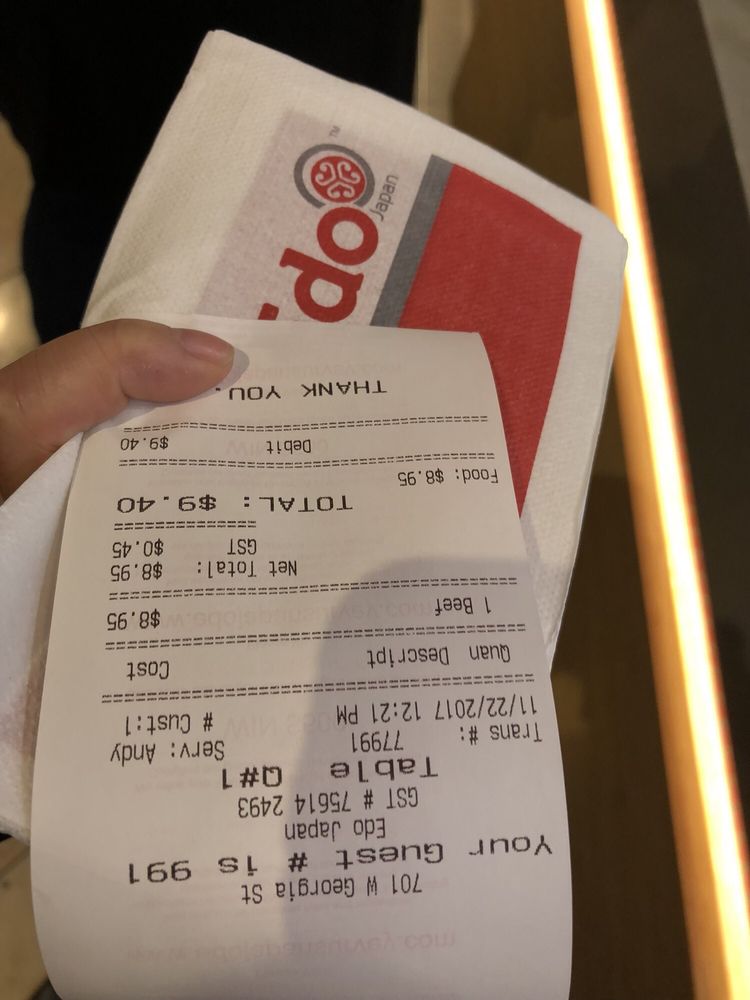 do
Japan
TM
701 W Georgia St
Your Guest # is 991
Edo Japan
GST # 75614 2493
Table Q#1
Trans #: 77991 Serv: Andy
11/22/2017 12:21 PM # Cust:1
Quan Descript Cost
1 Beef $8.95
Net Total: $8.95
GST $0.45
TOTAL: $9.40
Food: $8.95
Debit $9.40
THANK YOU.